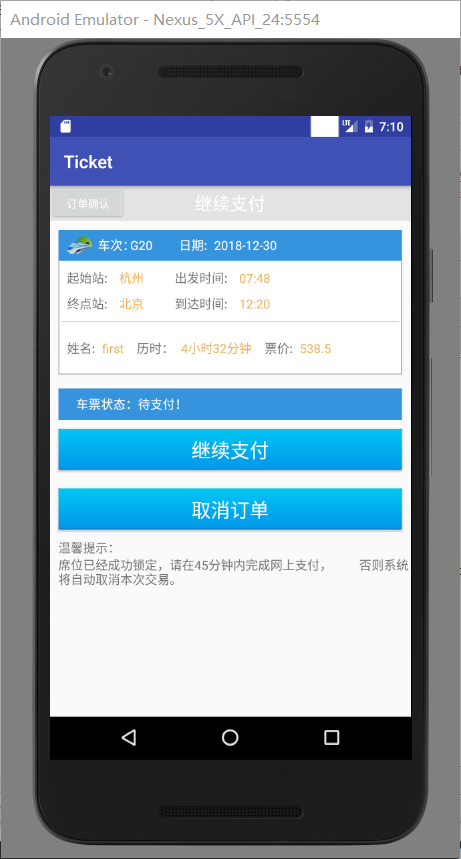 Android Emulator - Nexus_5X_API_24:5554
LTE 7:10
Ticket
订单确认 继续支付
车次:G20 日期: 2018-12-30
起始站: 杭州 出发时间: 07:48
终点站: 北京 到达时间: 12:20
姓名: first 历时: 4小时32分钟 票价: 538.5
车票状态: 待支付!
继续支付
取消订单
温馨提示:
席位已经成功锁定，请在45分钟内完成网上支付， 否则系统
将自动取消本次交易。